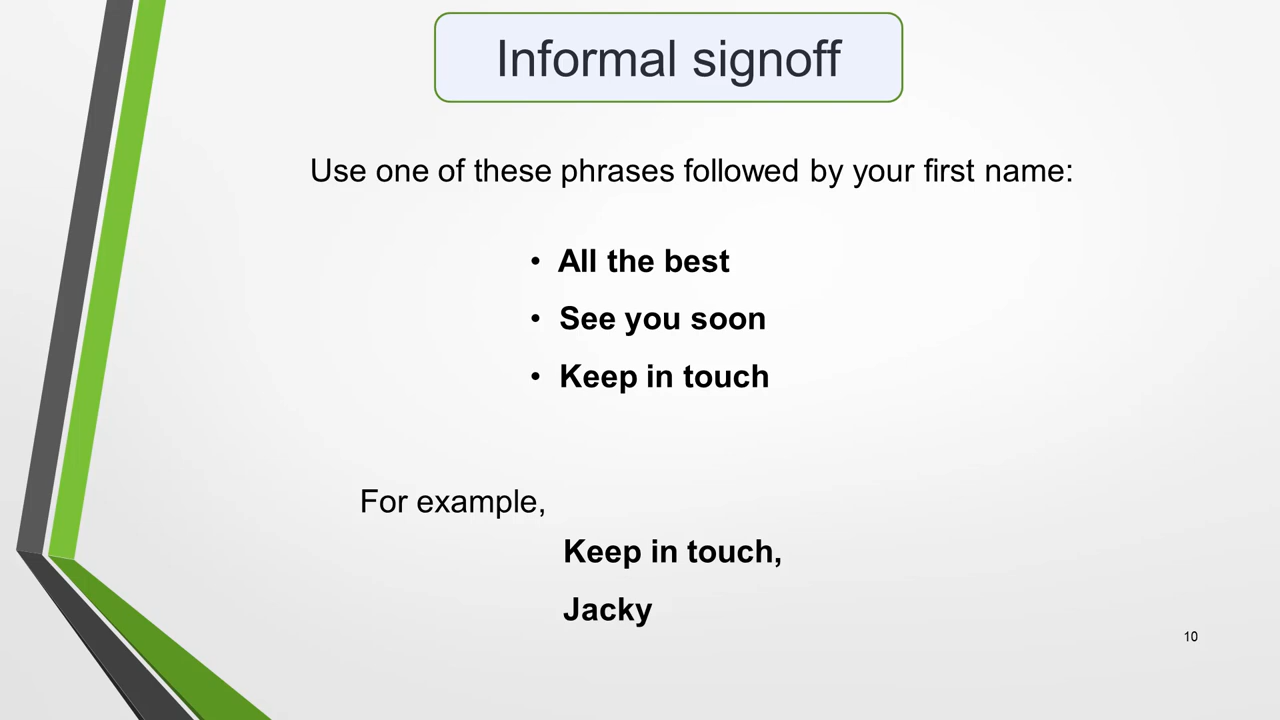 Informal signoff
Use one of these phrases followed by your first name:
• All the best
• See you soon
• Keep in touch
For example,
Keep in touch,
Jacky
10